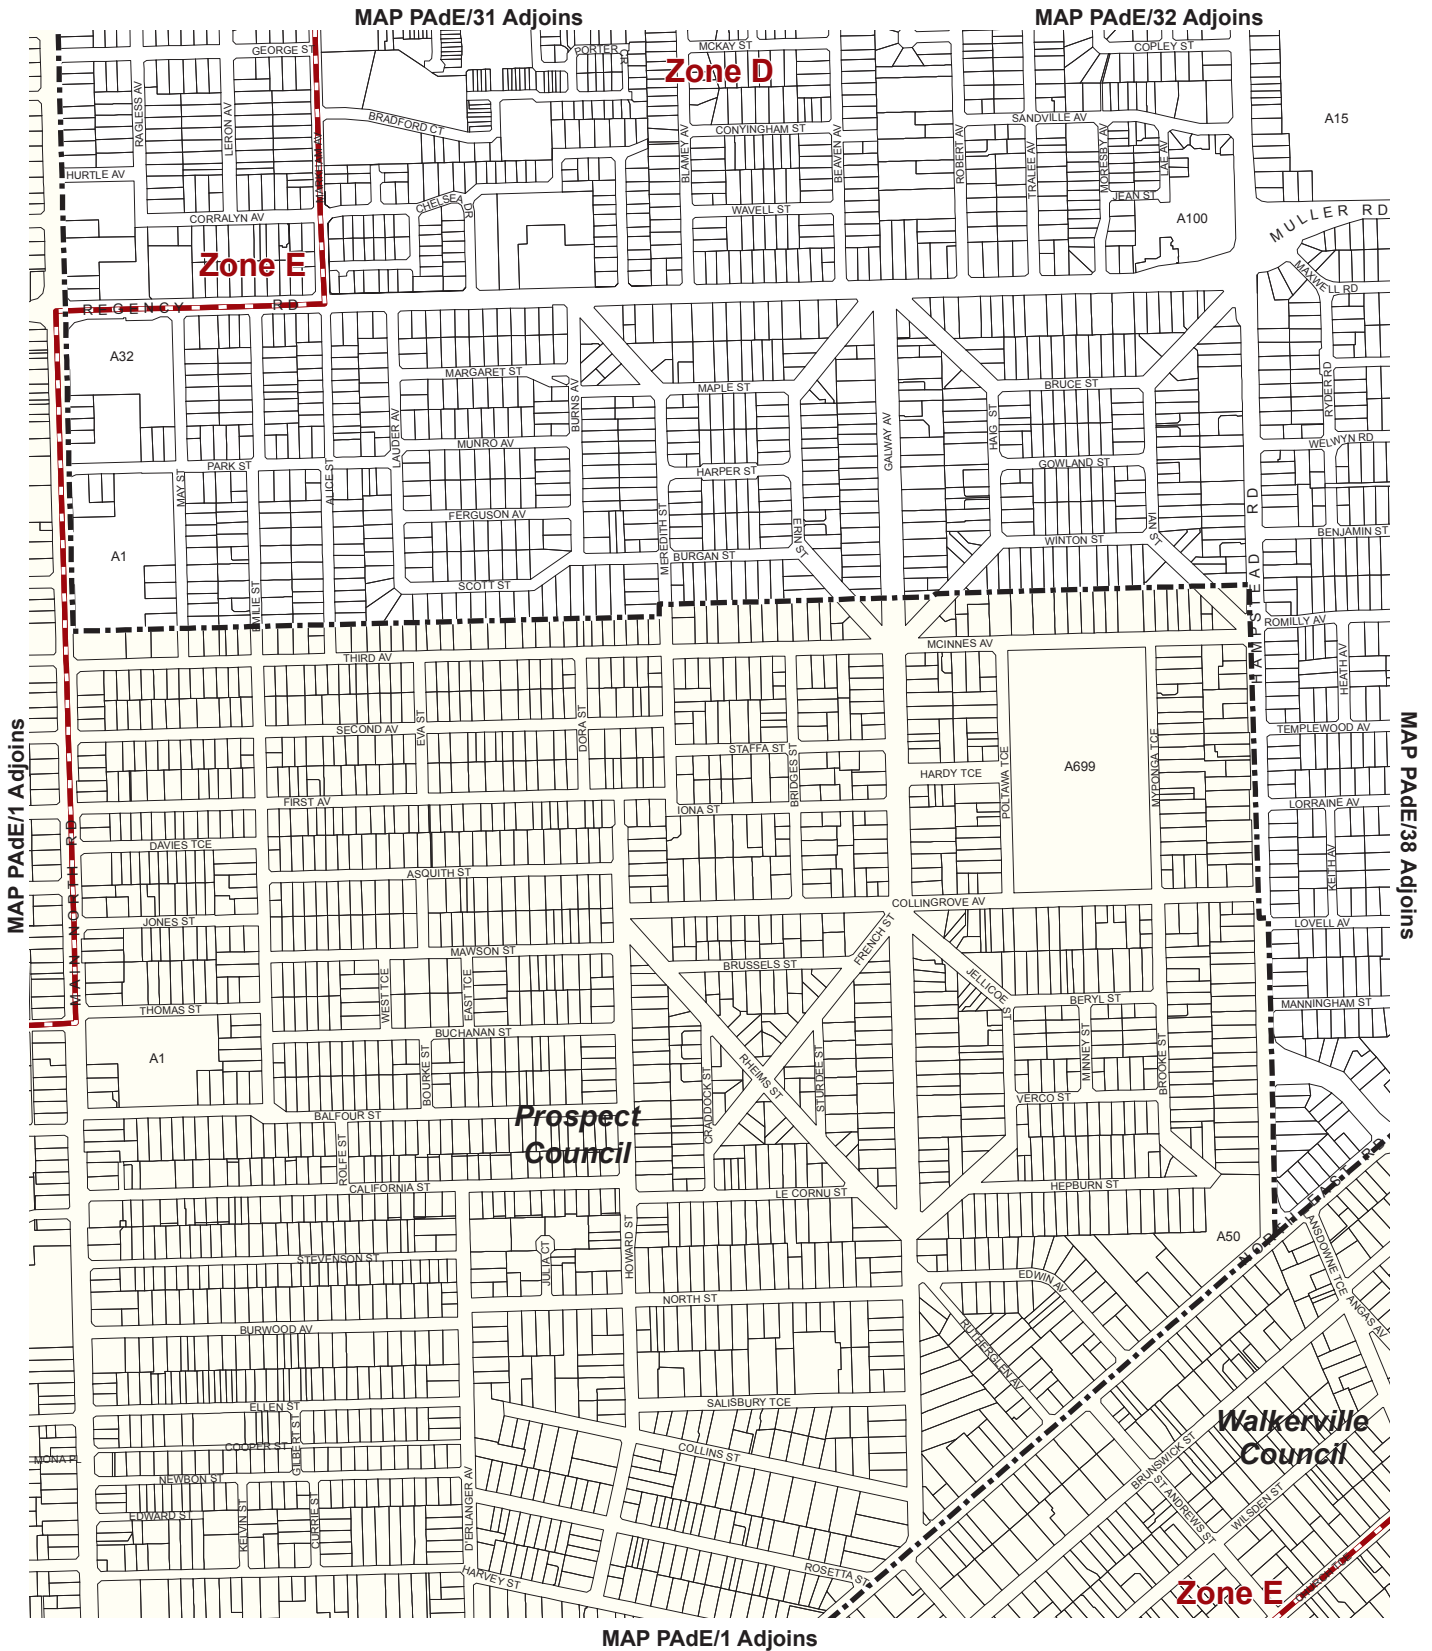 MAP PAdE/31 Adjoins
MAP PAdE/32 Adjoins
GEORGE ST
PORTER
CR
MCKAY ST
COPLEY ST
Zone D
RAGLESS AV
LERON AV
BRADFORD CT
CONYINGHAM ST
SANDVILLE AV
A15
BLAMEY AV
BEAVEN AV
ROBERT AV
TRALEE AV
MORESBY AV
LAE AV
HURTLE AV
CHELSEA
DR
WAVELL ST
JEAN ST
CORRALYN AV
A100
MULLER RD
Zone E
MAXWELL RD
REGENCY RD
A32
MARGARET ST
MAPLE ST
BRUCE ST
RYDER RD
BURNS AV
LAUDER AV
GALWAY AV
HAIG ST
MUNRO AV
WELWYN RD
PARK ST
HARPER ST
GOWLAND ST
MAY ST
ALICE ST
FERGUSON AV
MEREDITH ST
ERIN ST
IAN ST
BENJAMIN ST
A1
BURGAN ST
WINTON ST
SCOTT ST
EMILIE ST
HAMPSTEAD RD
ROMILLY AV
THIRD AV
MCINNES AV
HEATH AV
SECOND AV
EVA ST
DORA ST
STAFFA ST
BRIDGES ST
HARDY TCE
POLTAWA TCE
A699
MYPONGA TCE
TEMPLEWOOD AV
MAP PAdE/1 Adjoins
MAP PAdE/38 Adjoins
FIRST AV
IONA ST
LORRAINE AV
DAVIES TCE
ASQUITH ST
KEITH AV
MAIN NORTH RD
JONES ST
COLLINGROVE AV
LOVELL AV
MAWSON ST
BRUSSELS ST
FRENCH ST
JELLICOE ST
WEST TCE
EAST TCE
BERYL ST
MANNINGHAM ST
THOMAS ST
BUCHANAN ST
A1
BOURKE ST
RHEIMS ST
CRADDOCK ST
STURDEE ST
MINNEY ST
BROOKE ST
VERCO ST
BALFOUR ST
Prospect
Council
ROLFE ST
CALIFORNIA ST
LE CORNU ST
HEPBURN ST
NORTH EAST RD
A50
LANSDOWNE TCE
STEVENSON ST
JULIA CT
HOWARD ST
EDWIN AV
NORTH ST
ANGAS AV
BURWOOD AV
RUTHERGLEN AV
ELLEN ST
SALISBURY TCE
Walkerville
Council
COOPER ST
GILBERT ST
COLLINS ST
MONA PL
BRUNSWICK ST
NEWBON ST
ST ANDREWS ST
WILSDEN ST
EDWARD ST
KELVIN ST
CURRIE ST
D'ERLANGER AV
HARVEY ST
ROSETTA ST
Zone E
MAP PAdE/1 Adjoins